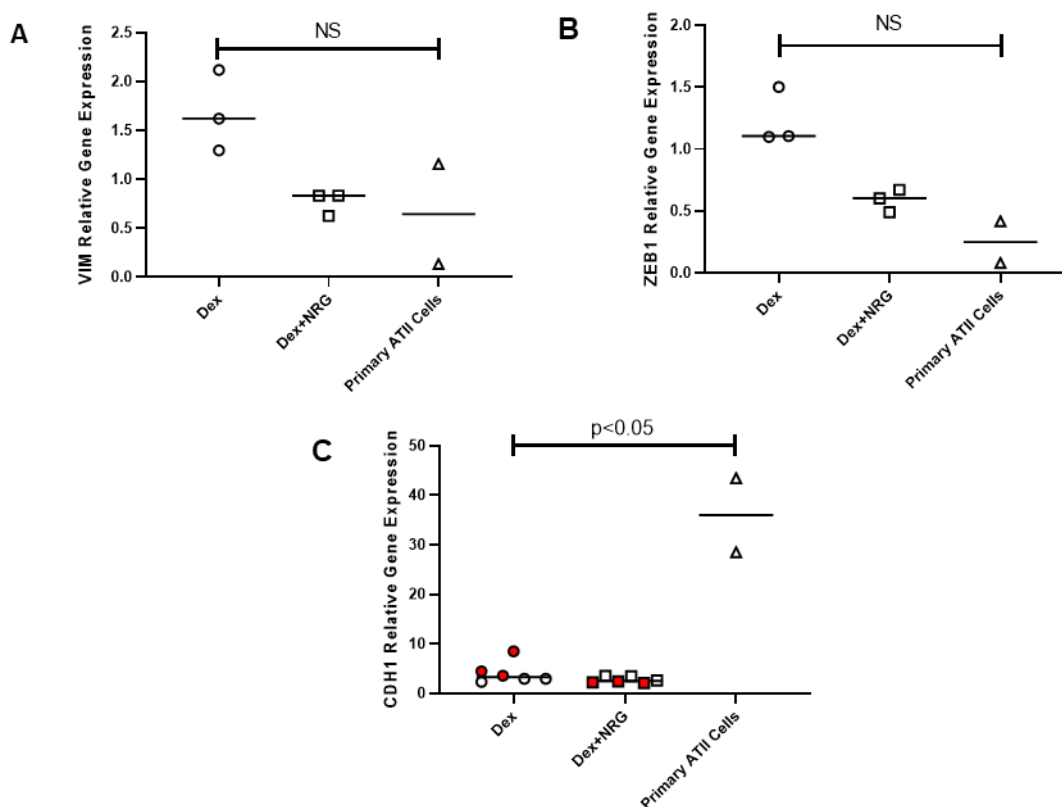 A
VIM Relative Gene Expression
2.5
2.0
1.5
1.0
0.5
0.0
NS
Dex
Dex+NRG
Primary ATII Cells
B
ZEB1 Relative Gene Expression
2.0
1.5
1.0
0.5
0.0
NS
Dex
Dex+NRG
Primary ATII Cells
C
CDH1 Relative Gene Expression
50
40
30
20
10
0
p<0.05
Dex
Dex+NRG
Primary ATII Cells